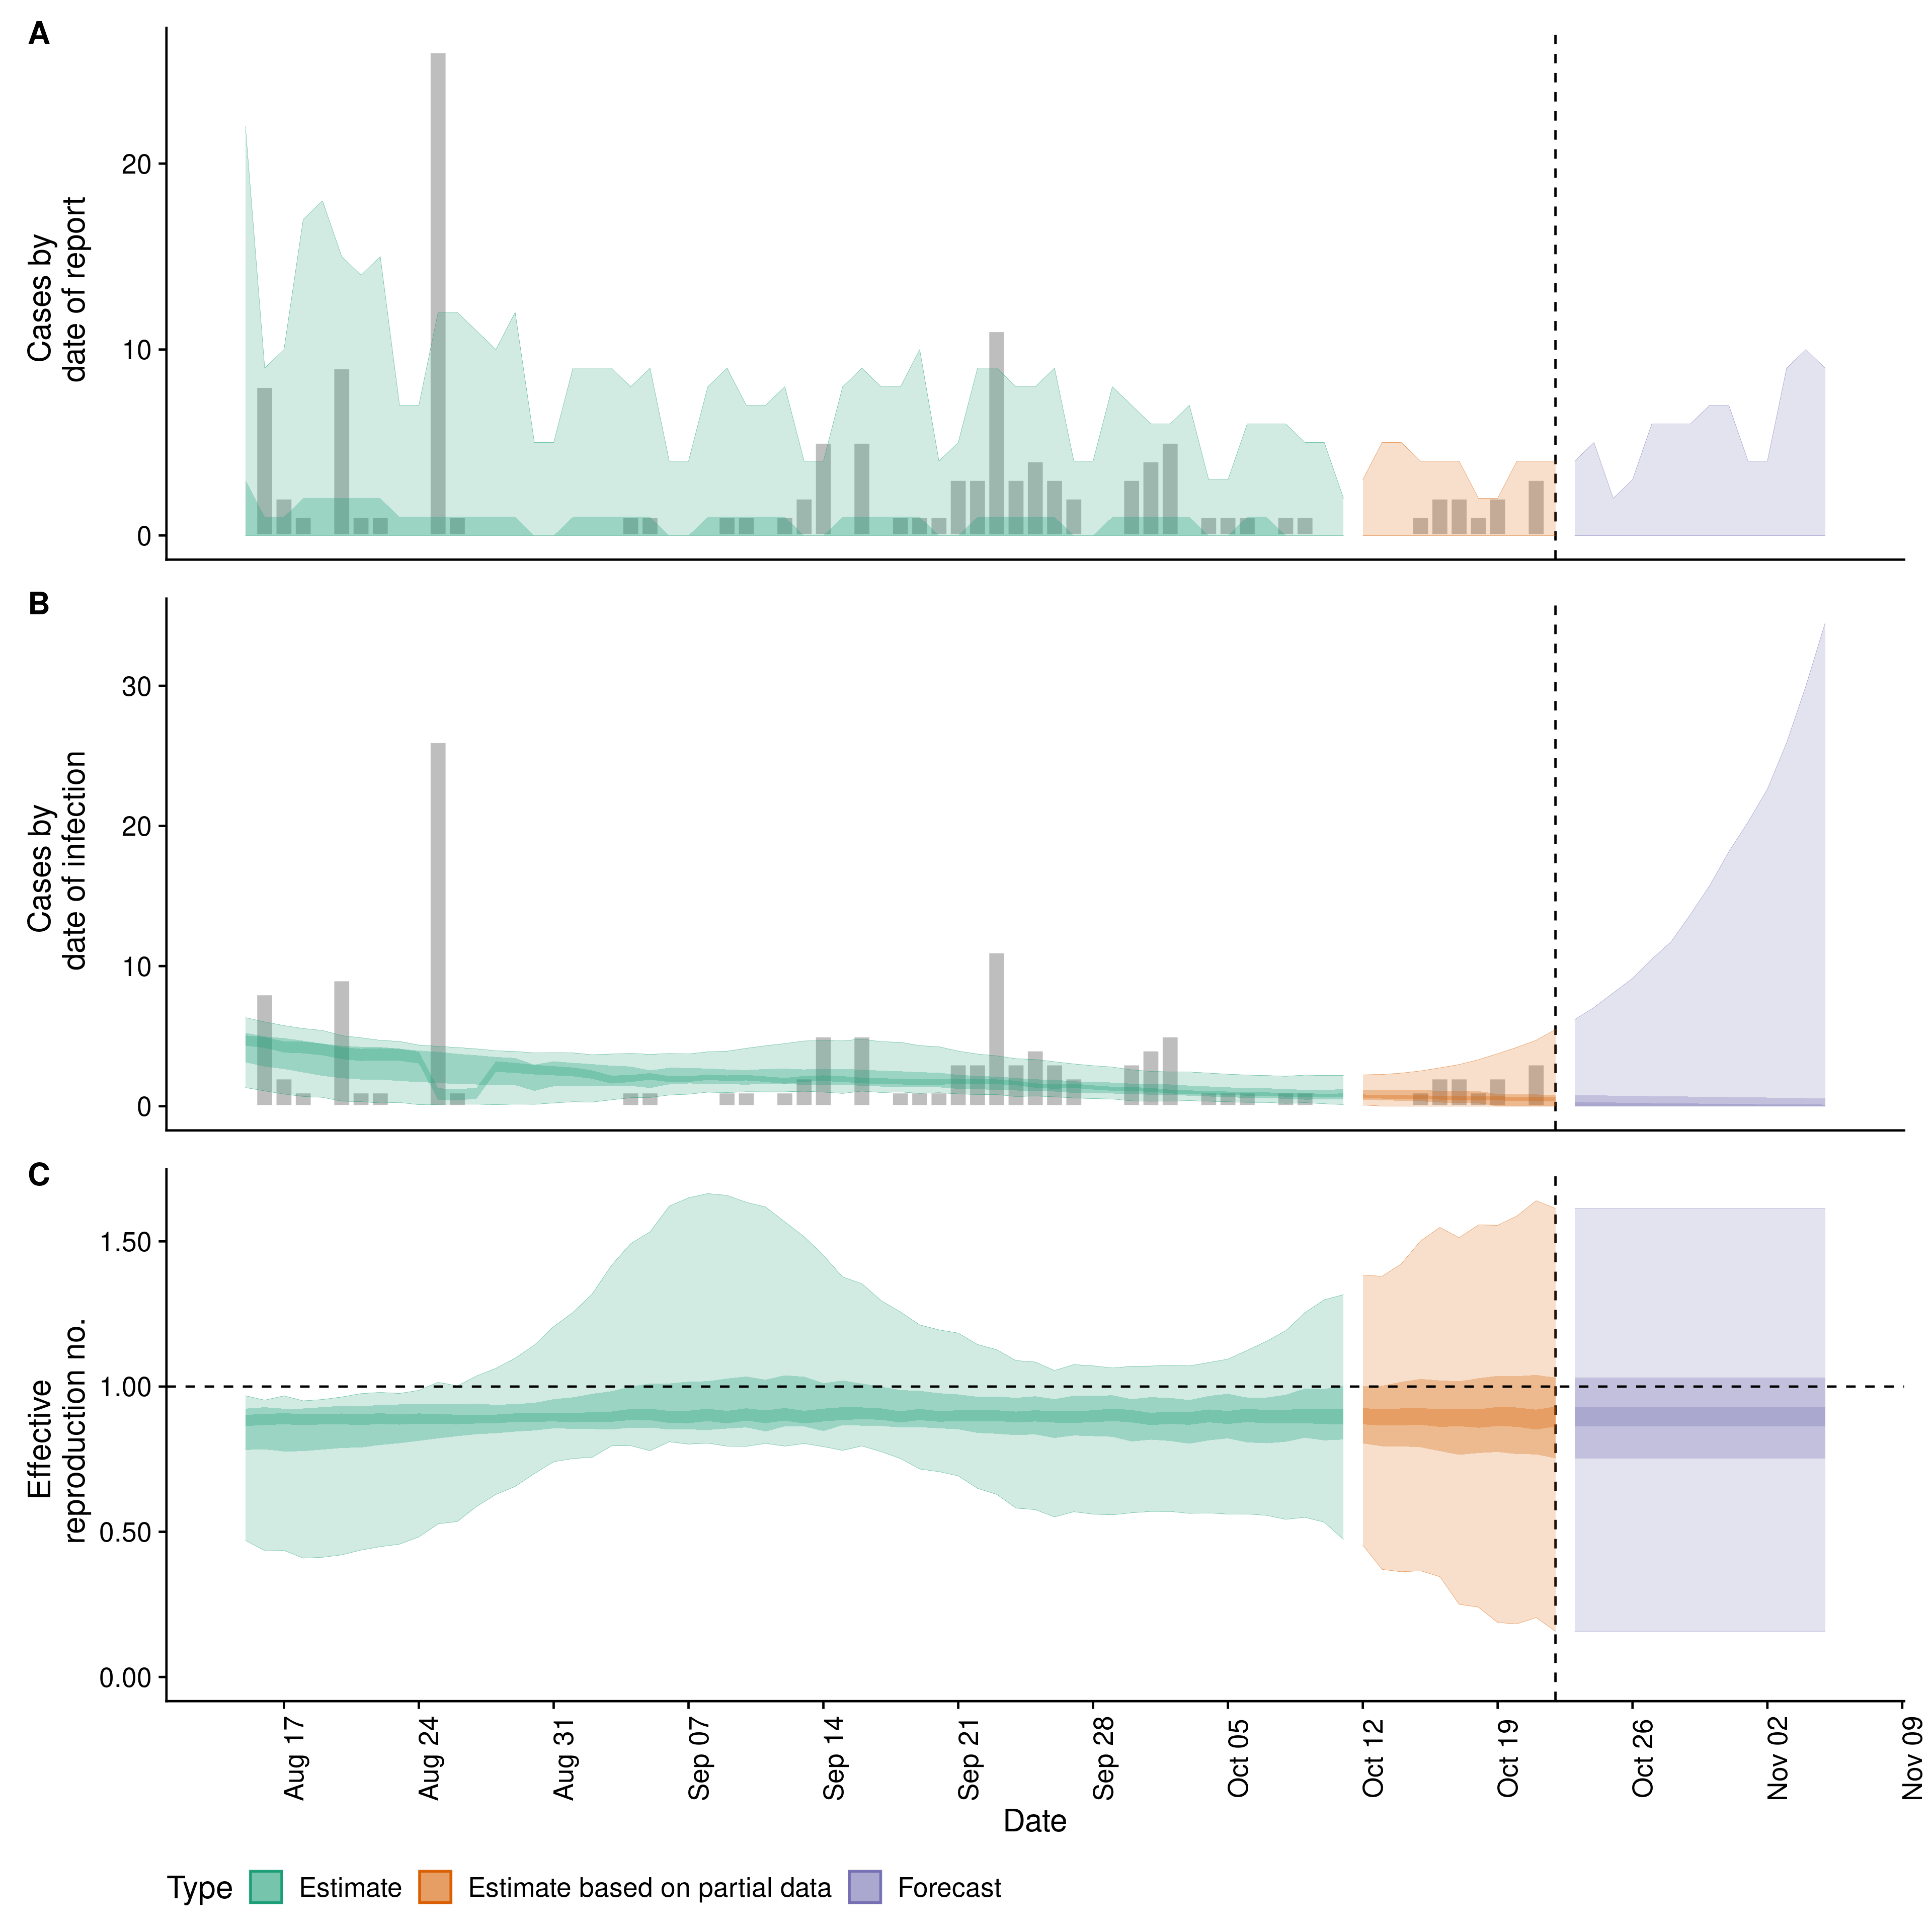 A
Cases by
date of report
20
10
0
B
Cases by
date of infection
30
20
10
0
C
Effective
reproduction no.
1.50
1.00
0.50
0.00
Aug 17
Aug 24
Aug 31
Sep 07
Sep 14
Sep 21
Sep 28
Oct 05
Oct 12
Oct 19
Oct 26
Nov 02
Nov 09
Date
Type Estimate Estimate based on partial data Forecast